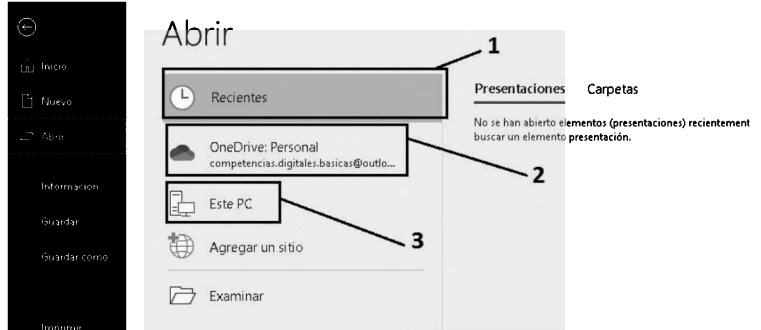 Inicio
Nuevo
Abrir
Información
Guardar
Guardar como
Imprimir
Abrir
1
Recientes
OneDrive: Personal
competencias.digitales.basicas@outlo...
2
Este PC
3
Agregar un sitio
Examinar
Presentaciones Carpetas
No se han abierto elementos (presentaciones) recientement
buscar un elemento presentación.